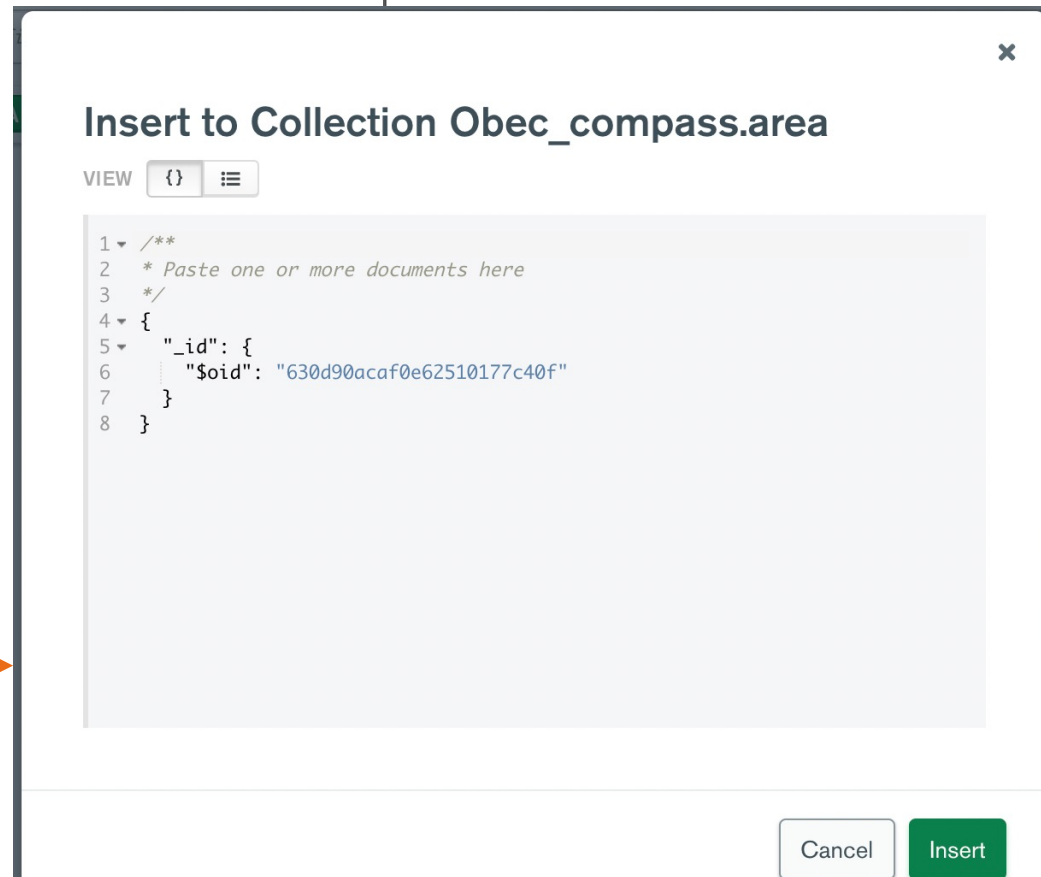 Insert to Collection Obec_compass.area
VIEW {}
1 /**
2 * Paste one or more documents here
3 */
4 {
5 "_id": {
6 "$oid": "630d90acaf0e62510177c40f"
7 }
8 }
Cancel Insert